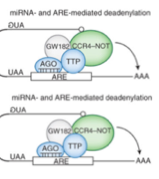 miRNA- and ARE-mediated deadenylation
GW182
CCR4–NOT
AGO
TTP
UAA
ARE
AAA
miRNA- and ARE-mediated deadenylation
GW182
CCR4–NOT
AGO
TTP
UAA
ARE
AAA